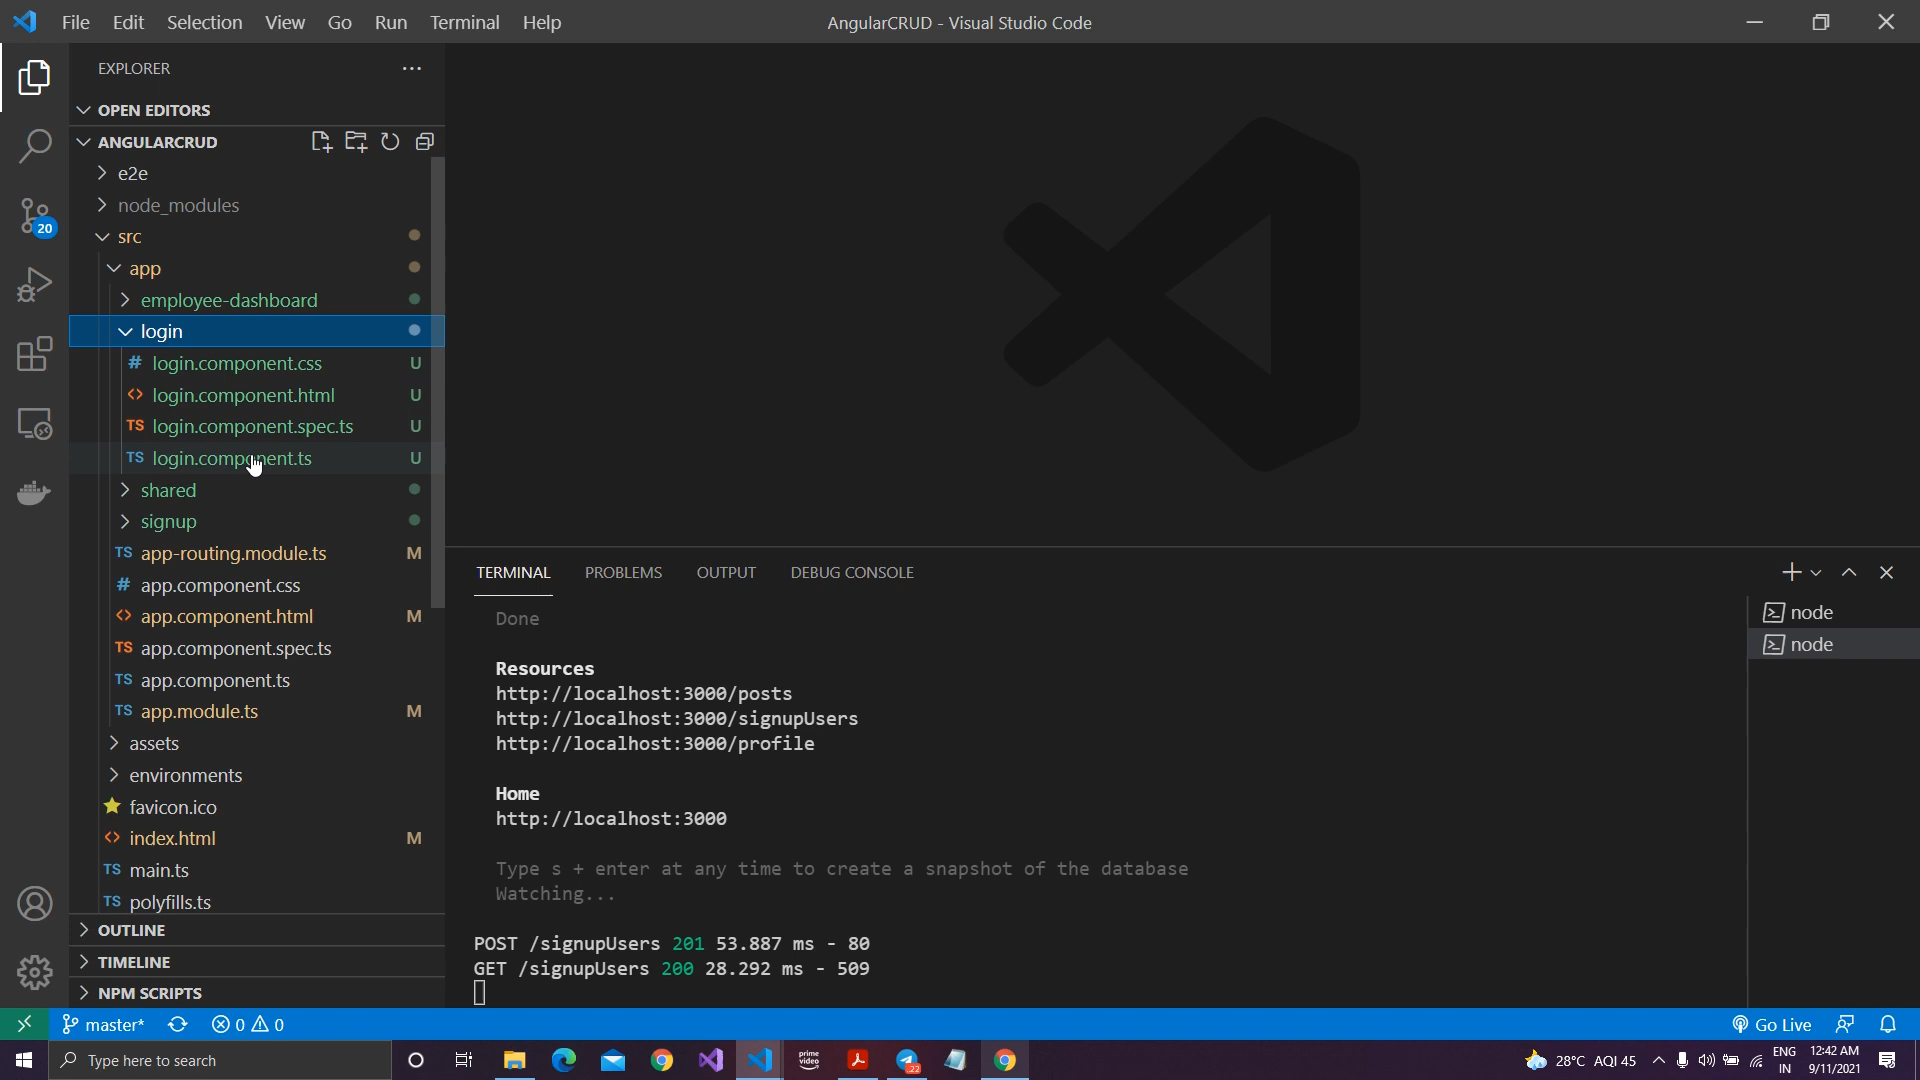 File Edit Selection View Go Run Terminal Help
AngularCRUD - Visual Studio Code
EXPLORER
OPEN EDITORS
ANGULARCRUD
e2e
node_modules
src
app
employee-dashboard
login
login.component.css U
login.component.html U
login.component.spec.ts U
login.component.ts U
shared
signup
app-routing.module.ts M
app.component.css
app.component.html M
app.component.spec.ts
app.component.ts
app.module.ts M
assets
environments
favicon.ico
index.html M
main.ts
polyfills.ts
OUTLINE
TIMELINE
NPM SCRIPTS
20
TERMINAL PROBLEMS OUTPUT DEBUG CONSOLE
Done
Resources
http://localhost:3000/posts
http://localhost:3000/signupUsers
http://localhost:3000/profile
Home
http://localhost:3000
Type s + enter at any time to create a snapshot of the database
Watching...
POST /signupUsers 201 53.887 ms - 80
GET /signupUsers 200 28.292 ms - 509
node
node
master* 0 0
Go Live
Type here to search
prime video
22
28°C AQI 45
ENG
IN
12:42 AM
9/11/2021